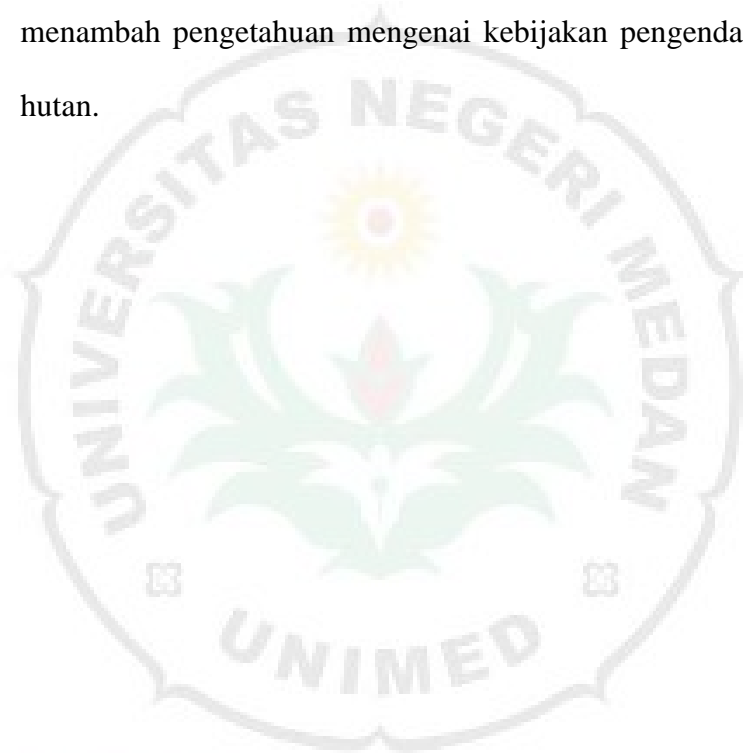 menambah pengetahuan mengenai kebijakan pengenda
hutan.
UNIVERSITAS NEGERI MEDAN
UNIMED